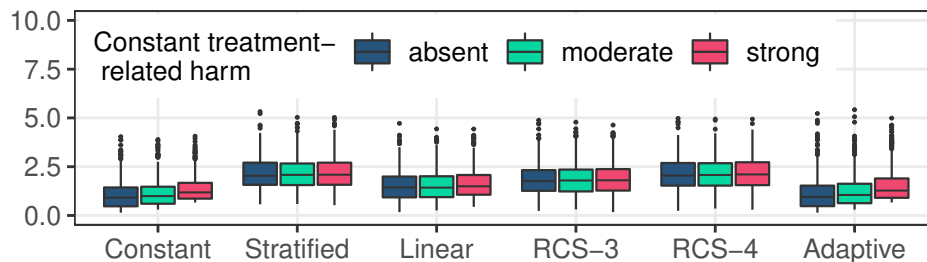 10.0
Constant treatment−
related harm
absent
moderate
strong
7.5
5.0
2.5
0.0
Constant
Stratified
Linear
RCS−3
RCS−4
Adaptive